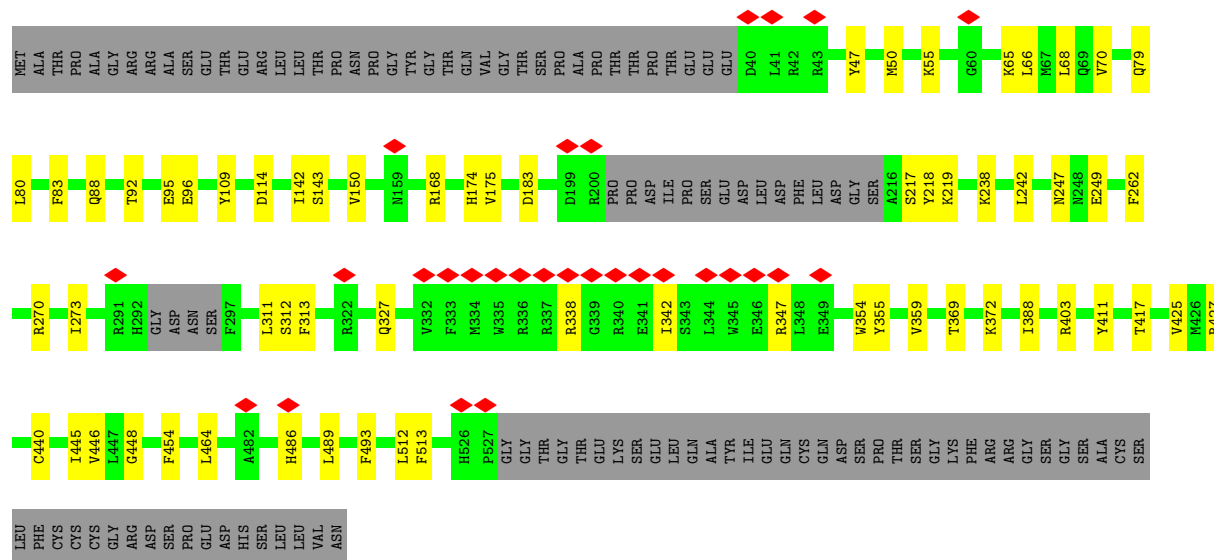 MET ALA THR PRO ALA GLY ARG ARG ALA SER GLU THR GLU ARG LEU LEU THR PRO ASN PRO GLY TYR GLY THR GLN VAL GLY THR SER PRO ALA PRO THR THR PRO THR GLU GLU GLU D40 L41 R42 R43 Y47 M50 K55 G60 K65 L66 M67 L68 Q69 V70 Q79
L80 F83 Q88 T92 E95 E96 Y109 D114 I142 S143 V150 N159 R168 H174 V175 D183 D199 R200 PRO PRO ASP ILE PRO SER GLU ASP LEU ASP PHE LEU ASP GLY SER A216 S217 Y218 K219 K238 L242 N247 N248 E249 F262
R270 I273 R291 H292 GLY ASP ASN SER F297 L311 S312 F313 R322 Q327 V332 F333 M334 W335 R336 R337 R338 G339 R340 E341 I342 S343 L344 W345 E346 R347 L348 E349 W354 Y355 V359 T369 K372 I388 R403 Y411 T417 V425 M426 R427
C440 I445 V446 L447 G448 F454 L464 A482 H486 L489 F493 L512 F513 H526 P527 GLY GLY THR GLY THR GLU LYS SER GLU LEU GLN ALA TYR ILE GLU GLN CYS GLN ASP SER PRO THR SER GLY LYS PHE ARG ARG GLY SER GLY SER ALA CYS SER
LEU PHE CYS CYS CYS GLY ARG ASP SER PRO GLU ASP HIS SER LEU LEU VAL ASN